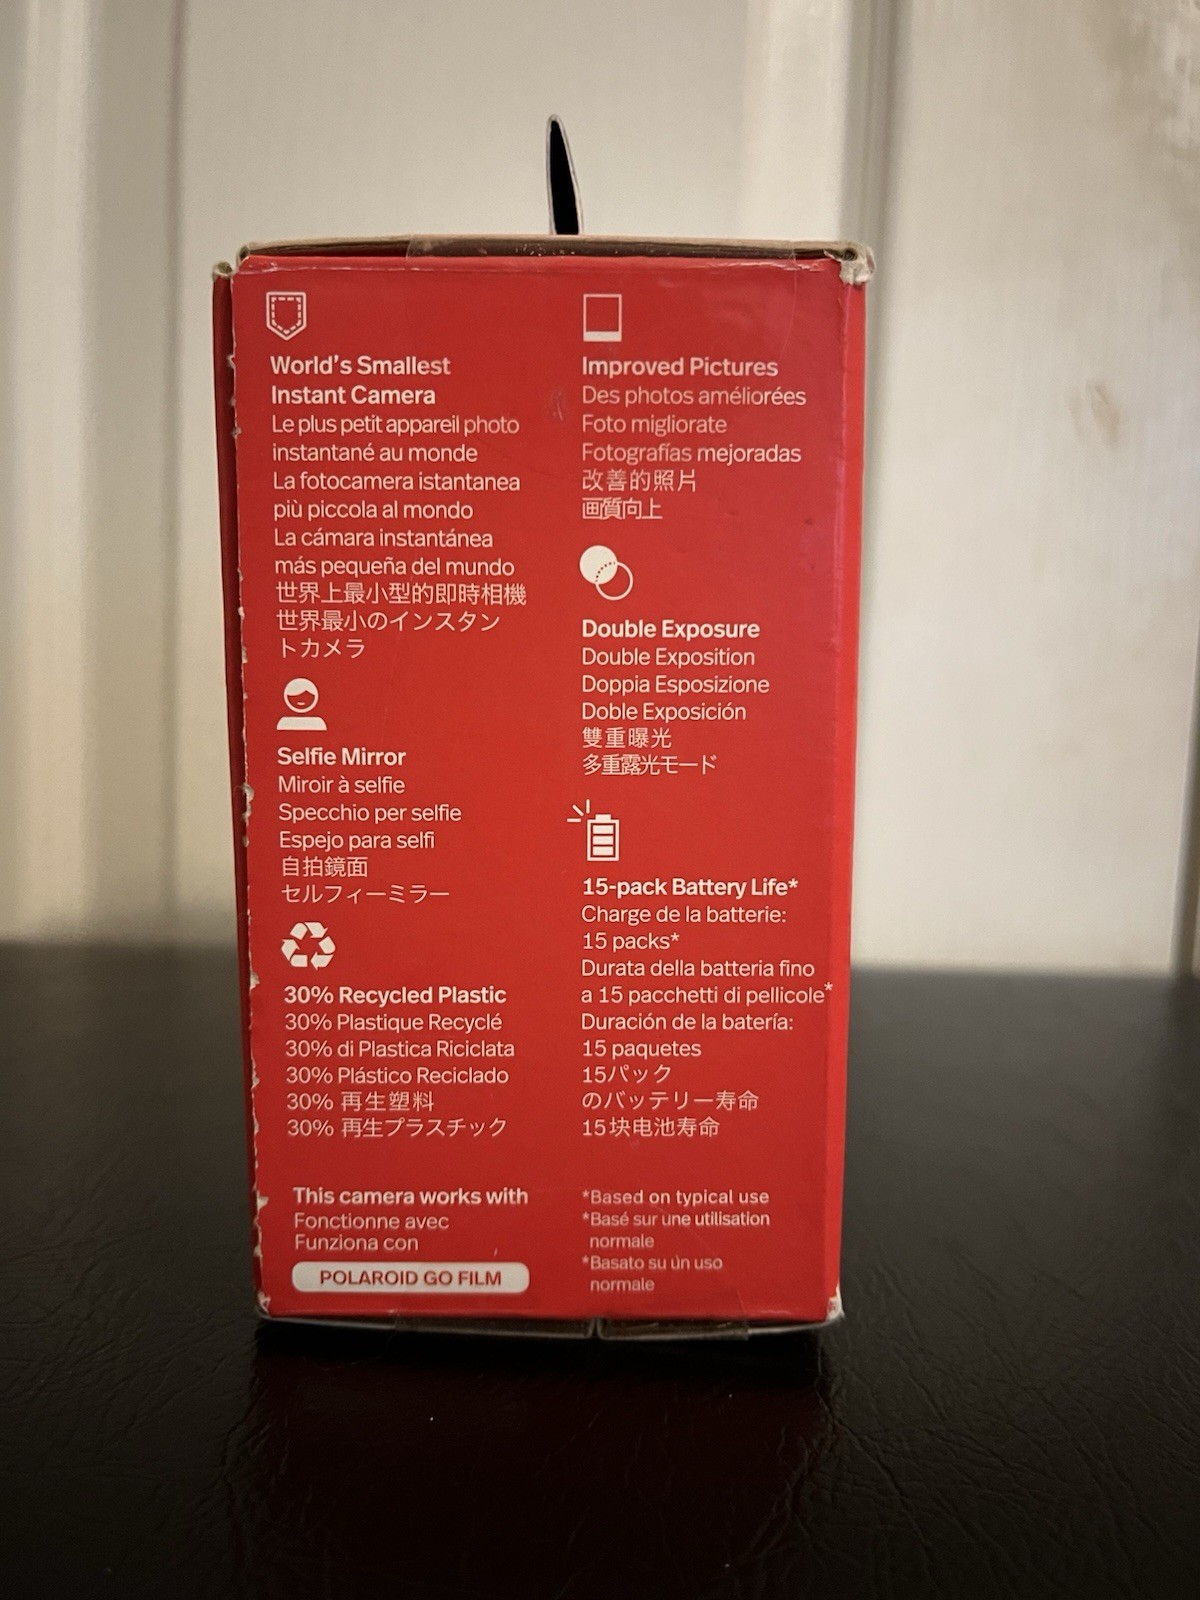 World's Smallest
Instant Camera
Le plus petit appareil photo
instantané au monde
La fotocamera istantanea
più piccola al mondo
La cámara instantánea
más pequeña del mundo
世界上最小型的即時相機
世界最小のインスタン
トカメラ
Selfie Mirror
Miroir à selfie
Specchio per selfie
Espejo para selfi
自拍鏡面
セルフィーミラー
30% Recycled Plastic
30% Plastique Recyclé
30% di Plastica Riciclata
30% Plástico Reciclado
30% 再生塑料
30% 再生プラスチック
This camera works with
Fonctionne avec
Funziona con
POLAROID GO FILM
Improved Pictures
Des photos améliorées
Foto migliorate
Fotografías mejoradas
改善的照片
画質向上
Double Exposure
Double Exposition
Doppia Esposizione
Doble Exposición
雙重曝光
多重露光モード
15-pack Battery Life*
Charge de la batterie:
15 packs*
Durata della batteria fino
a 15 pacchetti di pellicole*
Duración de la batería:
15 paquetes
15パック
のバッテリー寿命
15块电池寿命
*Based on typical use
*Basé sur une utilisation
normale
*Basato su un uso
normale